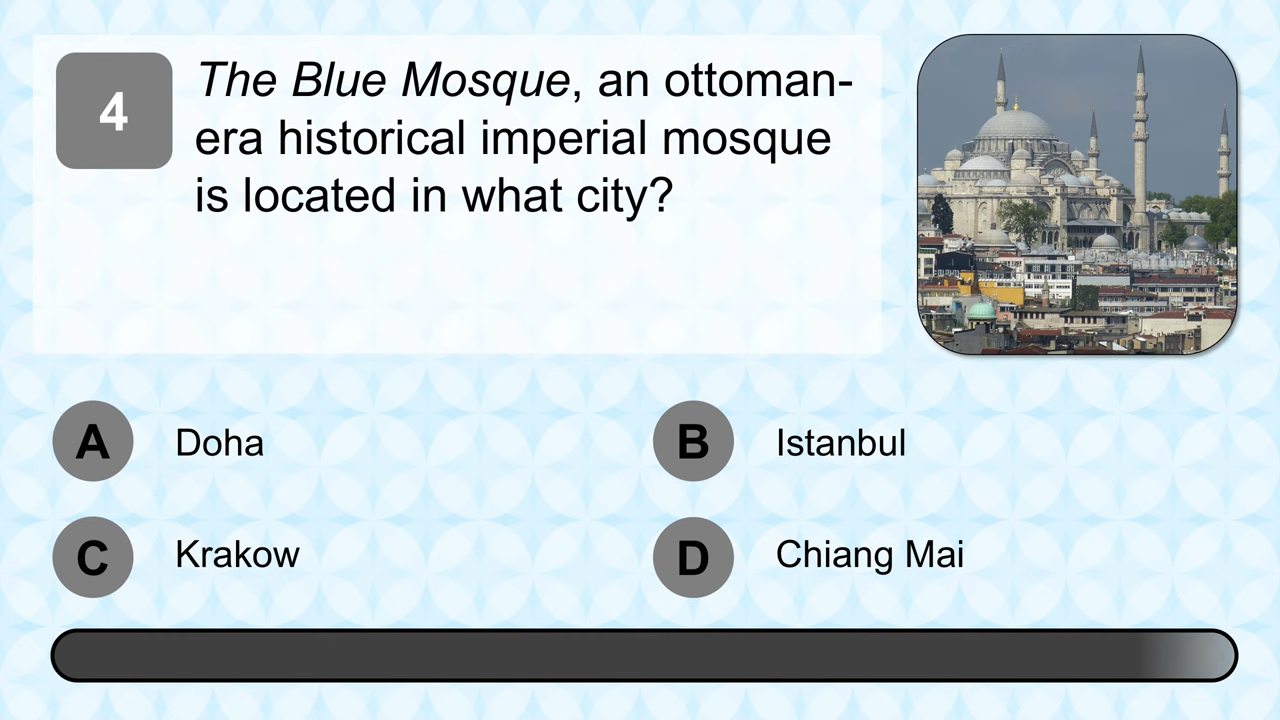 4
The Blue Mosque, an ottoman-
era historical imperial mosque
is located in what city?
A Doha
B Istanbul
C Krakow
D Chiang Mai